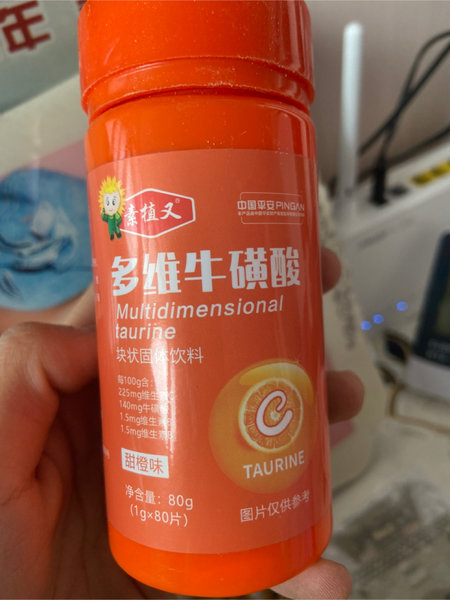 年
素植又
中国平安 PINGAN
多维牛磺酸
Multidimensional
taurine
块状固体饮料
每100g含:
225mg维生素C
140mg牛磺酸
1.5mg维生素
1.5mg维生素
甜橙味
净含量: 80g
(1g×80片)
C
TAURINE
图片仅供参考